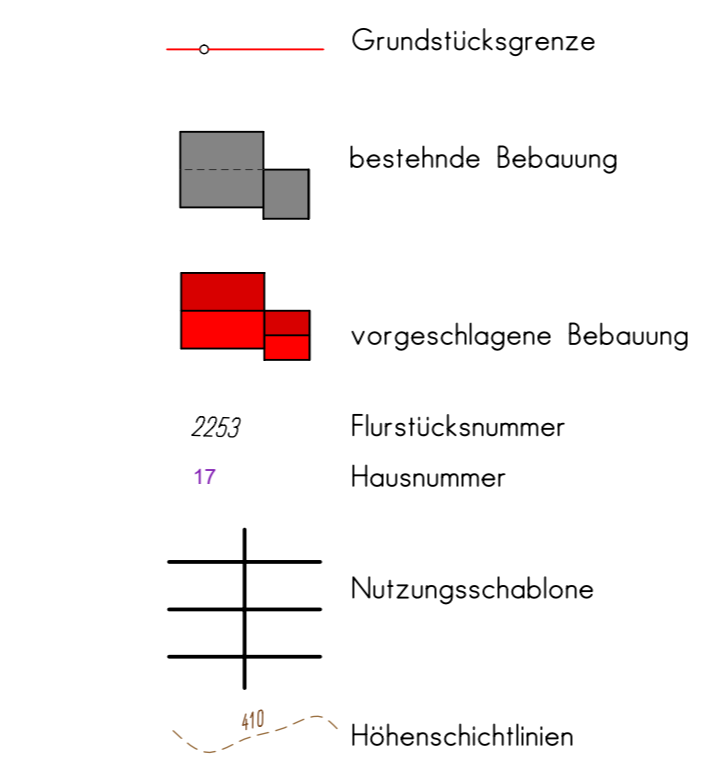 Grundstücksgrenze
bestehnde Bebauung
vorgeschlagene Bebauung
2253 Flurstücksnummer
17 Hausnummer
Nutzungsschablone
410
Höhenschichtlinien